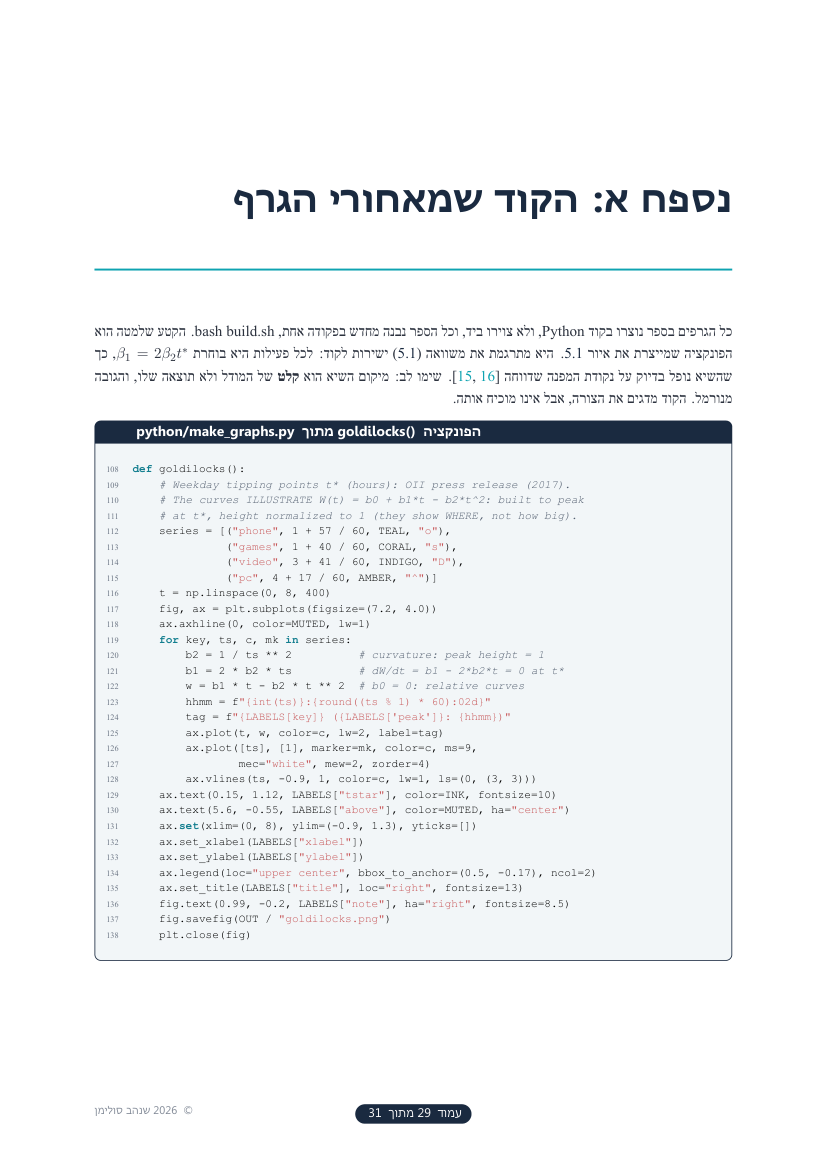 נספח א: הקוד שמאחורי הגרף
כל הגרפים בספר נוצרו בקוד Python, ולא צוירו ביד, וכל הספר נבנה מחדש בפקודה אחת, bash build.sh. הקטע שלמטה הוא
הפונקציה שמייצרת את איור 5.1. היא מתרגמת את משוואה (5.1) ישירות לקוד: לכל פעילות היא בוחרת β₁ = 2β₂t*, כך
שהשיא נופל בדיוק על נקודת המפנה שדווחה [15, 16]. שימו לב: מיקום השיא הוא קלט של המודל ולא תוצאה שלו, והגובה
מנורמל. הקוד מדגים את הצורה, אבל אינו מוכיח אותה.
הפונקציה goldilocks() מתוך python/make_graphs.py
108 def goldilocks():
109     # Weekday tipping points t* (hours): OII press release (2017).
110     # The curves ILLUSTRATE W(t) = b0 + b1*t - b2*t^2: built to peak
111     # at t*, height normalized to 1 (they show WHERE, not how big).
112     series = [("phone", 1 + 57 / 60, TEAL, "o"),
113               ("games", 1 + 40 / 60, CORAL, "s"),
114               ("video", 3 + 41 / 60, INDIGO, "D"),
115               ("pc", 4 + 17 / 60, AMBER, "^")]
116     t = np.linspace(0, 8, 400)
117     fig, ax = plt.subplots(figsize=(7.2, 4.0))
118     ax.axhline(0, color=MUTED, lw=1)
119     for key, ts, c, mk in series:
120         b2 = 1 / ts ** 2          # curvature: peak height = 1
121         b1 = 2 * b2 * ts          # dW/dt = b1 - 2*b2*t = 0 at t*
122         w = b1 * t - b2 * t ** 2  # b0 = 0: relative curves
123         hhmm = f"{int(ts)}:{round((ts % 1) * 60):02d}"
124         tag = f"{LABELS[key]} ({LABELS['peak']}: {hhmm})"
125         ax.plot(t, w, color=c, lw=2, label=tag)
126         ax.plot([ts], [1], marker=mk, color=c, ms=9,
127                 mec="white", mew=2, zorder=4)
128         ax.vlines(ts, -0.9, 1, color=c, lw=1, ls=(0, (3, 3)))
129     ax.text(0.15, 1.12, LABELS["tstar"], color=INK, fontsize=10)
130     ax.text(5.6, -0.55, LABELS["above"], color=MUTED, ha="center")
131     ax.set(xlim=(0, 8), ylim=(-0.9, 1.3), yticks=[])
132     ax.set_xlabel(LABELS["xlabel"])
133     ax.set_ylabel(LABELS["ylabel"])
134     ax.legend(loc="upper center", bbox_to_anchor=(0.5, -0.17), ncol=2)
135     ax.set_title(LABELS["title"], loc="right", fontsize=13)
136     fig.text(0.99, -0.2, LABELS["note"], ha="right", fontsize=8.5)
137     fig.savefig(OUT / "goldilocks.png")
138     plt.close(fig)
עמוד 29 מתוך 31
© 2026 שנהב סולימן